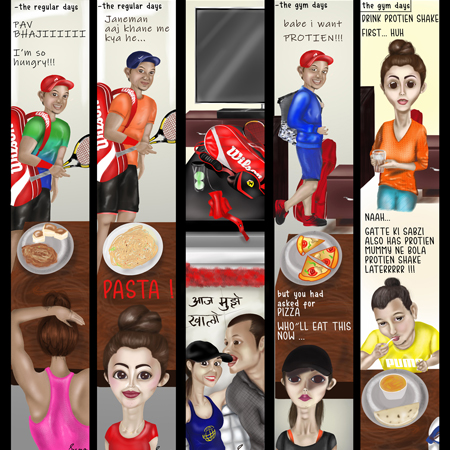 -the regular days
PAV
BHAJIIIIIII
I'm so
hungry!!!
Wilson
-the regular days
Janeman
aaj khane me
kya he...
Wilson
PASTA !
Wilson
आज मुझे
खालो
-the gym days
babe i want
PROTIEN!!!
but you had
asked for
PIZZA
WHO"LL EAT THIS
NOW ...
-the gym days
DRINK PROTIEN SHAKE
FIRST... HUH
NAAH...
GATTE KI SABZI
ALSO HAS PROTIEN
MUMMY NE BOLA
PROTIEN SHAKE
LATERRRRR !!!